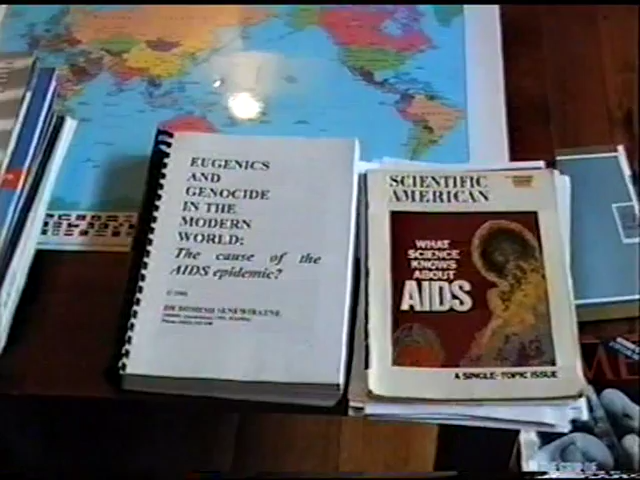 EUGENICS
AND
GENOCIDE
IN THE
MODERN
WORLD:
The cause of the
AIDS epidemic?
SCIENTIFIC
AMERICAN
WHAT
SCIENCE
KNOWS
ABOUT
AIDS
A SINGLE-TOPIC ISSUE